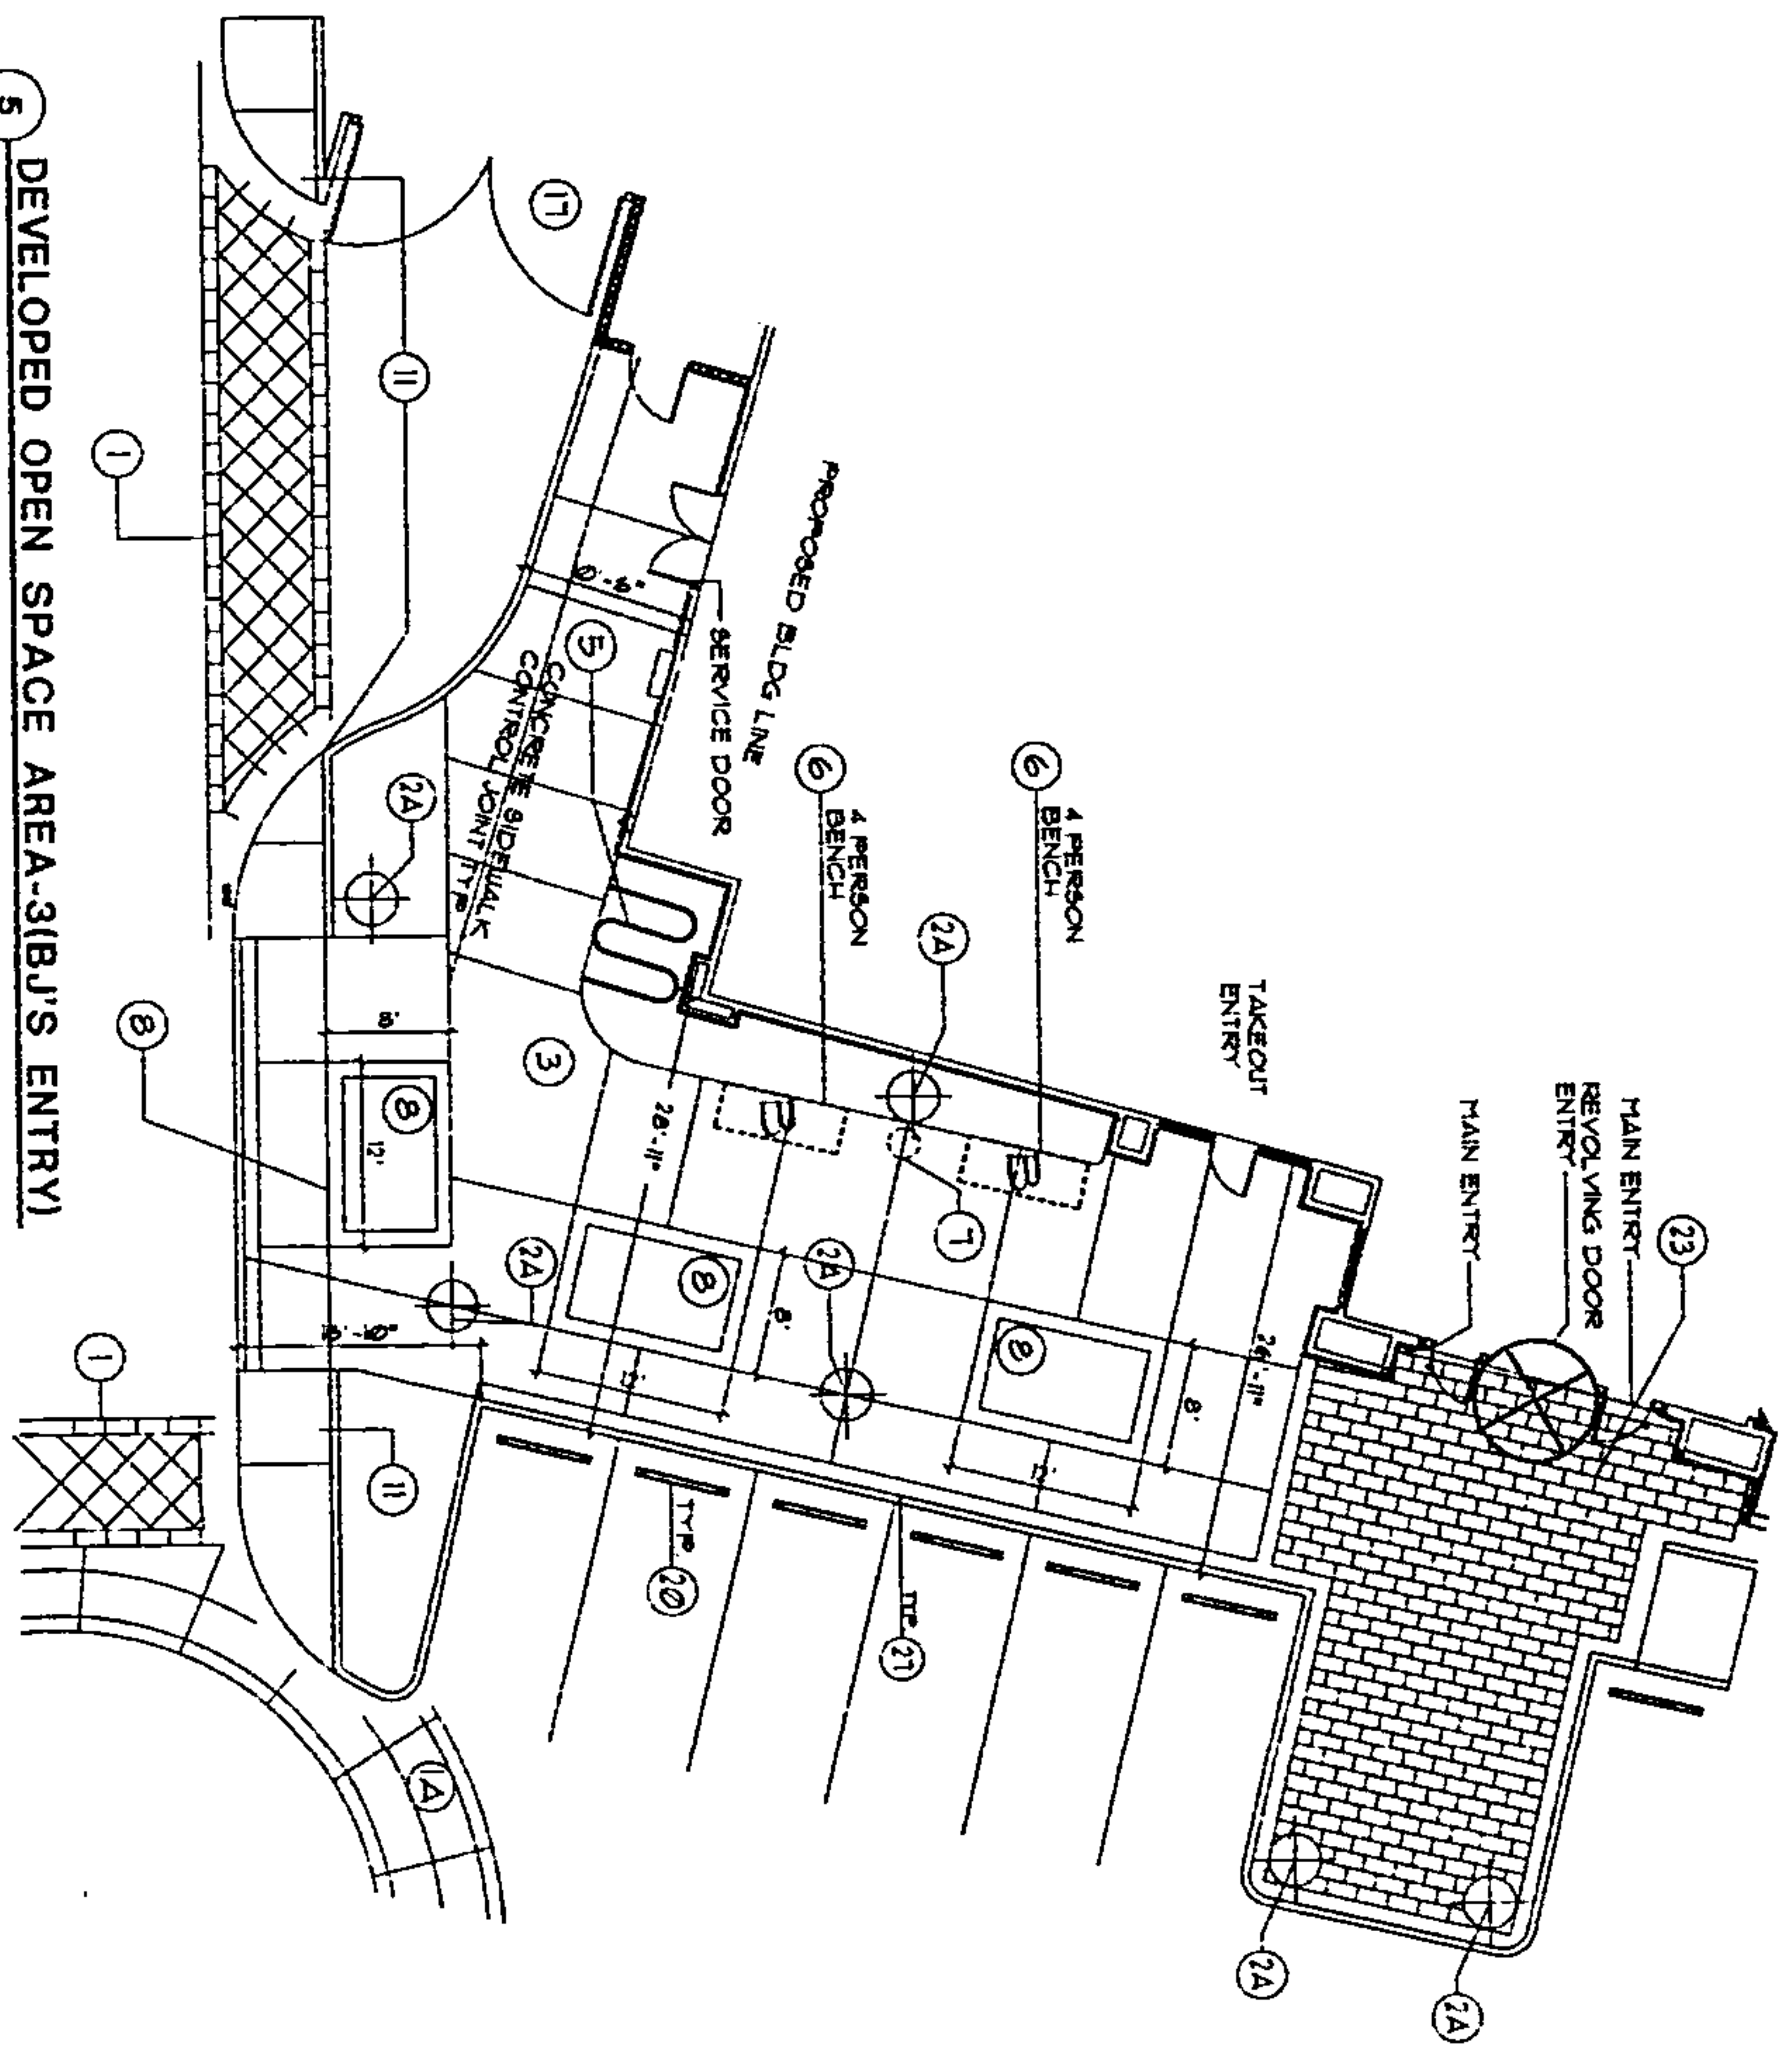 5
DEVELOPED OPEN SPACE AREA-3(BJ'S ENTRY)
23
MAIN ENTRY
REVOLVING DOOR
ENTRY
MAIN ENTRY
TAKEOUT
ENTRY
6
4 PERSON
BENCH
2A
6
4 PERSON
BENCH
PROPOSED BLDG LINE
SERVICE DOOR
17
11
1
5
CONCRETE SIDEWALK
CONTROL JOINT TYP
2A
8
3
8'
12'
8
28'-11"
7
2A
8
8'
12'
2A
8
8'
12'
26'-11"
1
11
TYP.
20
TYP
27
1A
2A
2A